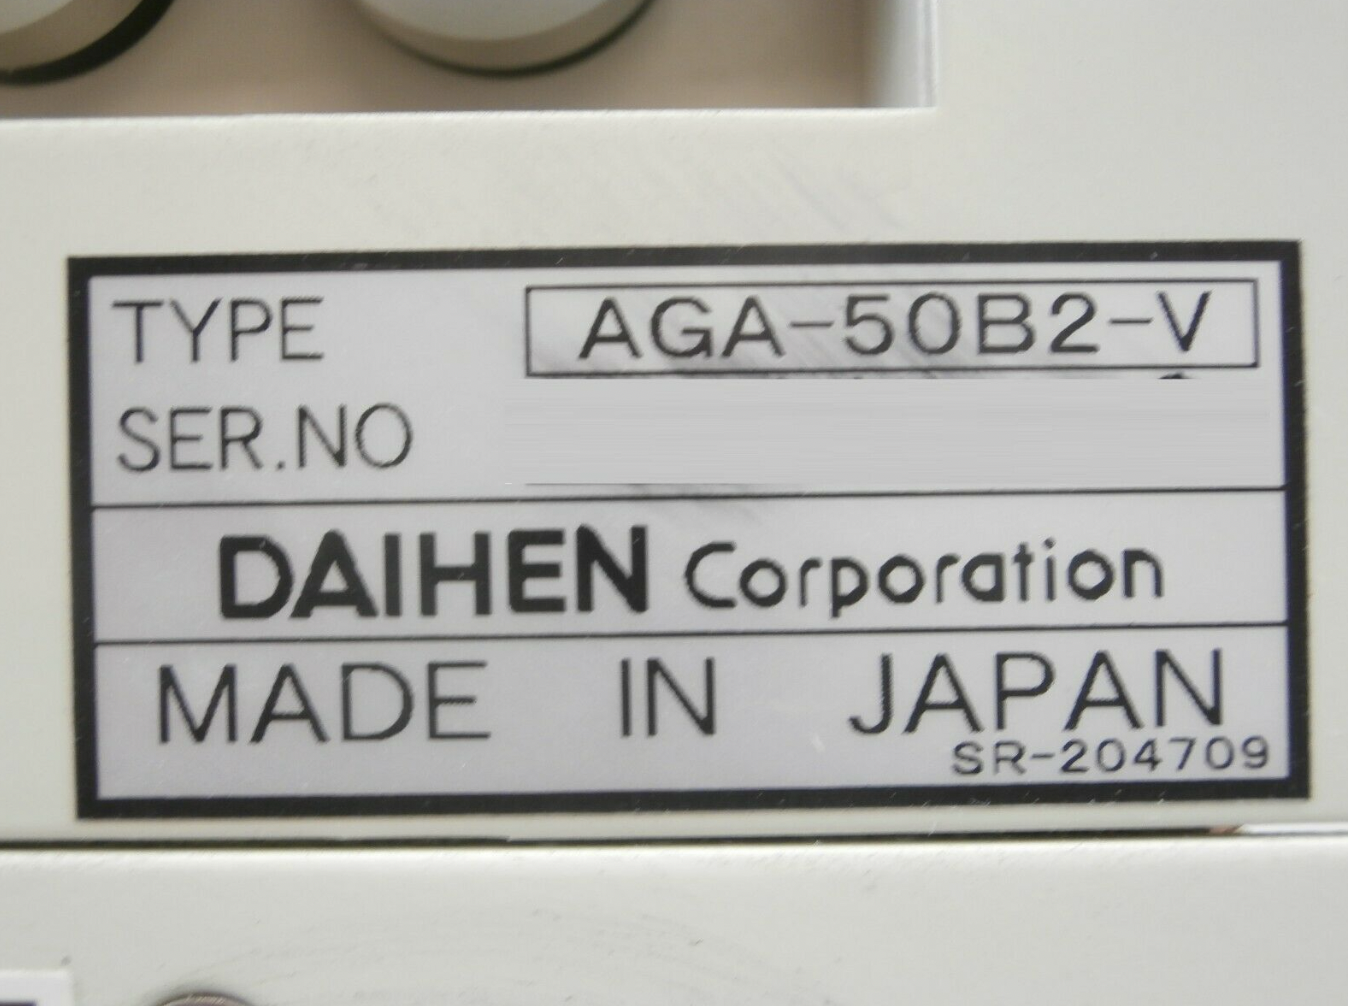 TYPE AGA-50B2-V
SER.NO
DAIHEN Corporation
MADE IN JAPAN
SR-204709